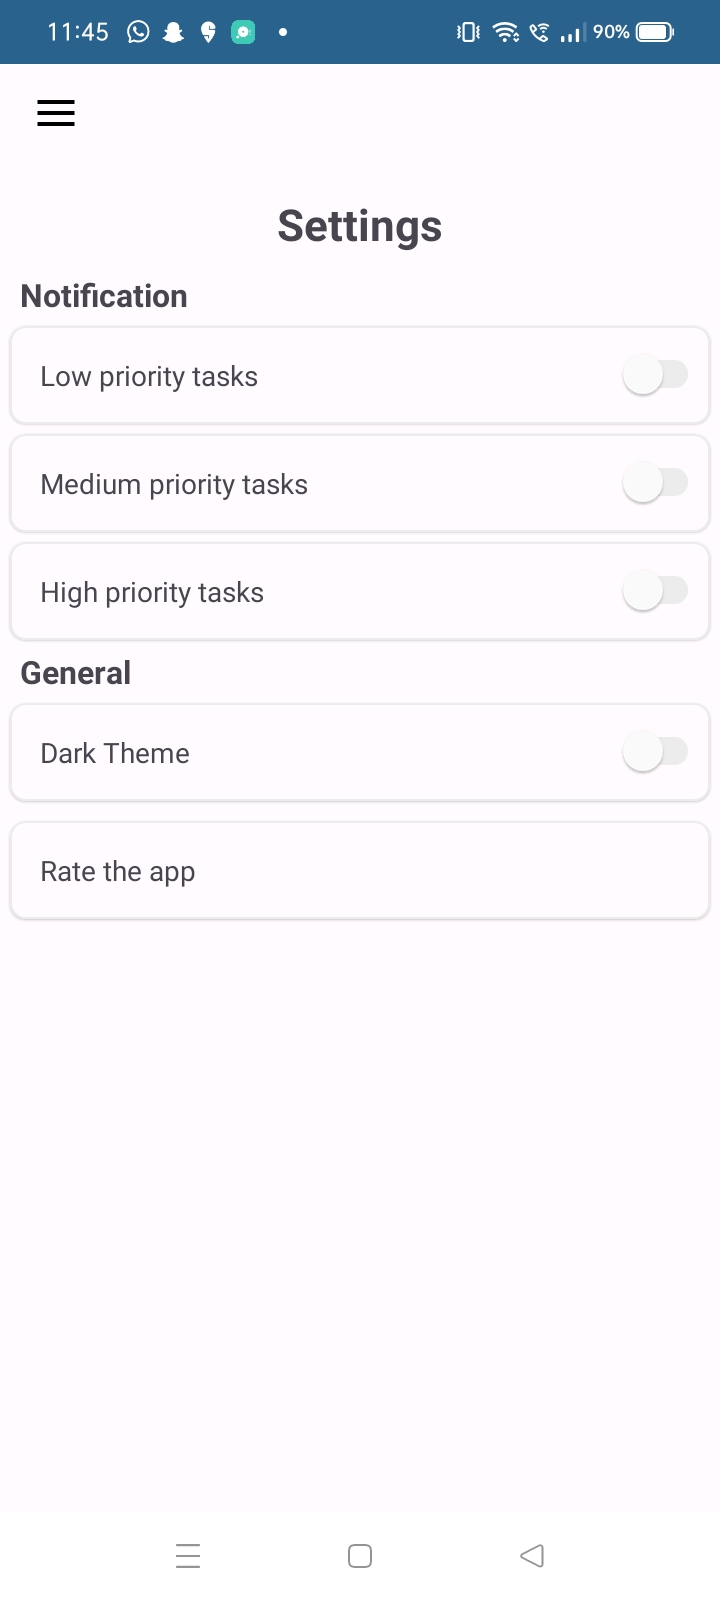 11:45 90%
Settings
Notification
Low priority tasks
Medium priority tasks
High priority tasks
General
Dark Theme
Rate the app